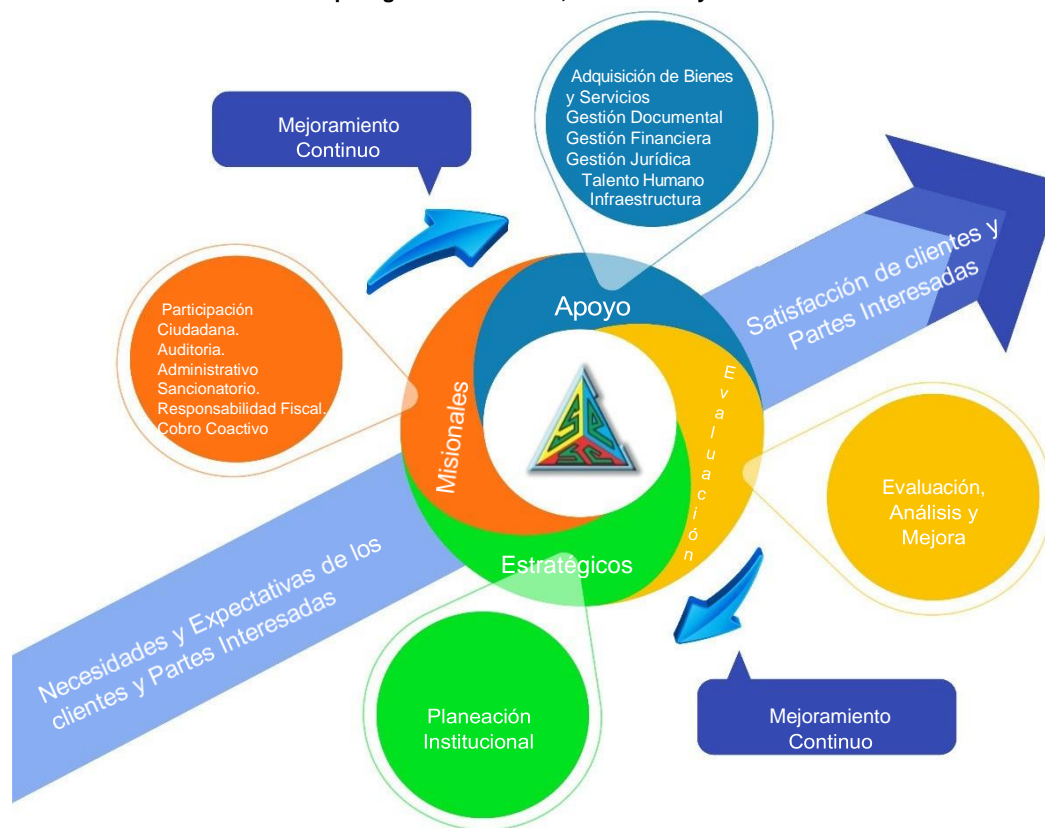 Adquisición de Bienes
y Servicios
Gestión Documental
Gestión Financiera
Gestión Jurídica
Talento Humano
Infraestructura
Mejoramiento
Continuo
Satisfacción de clientes y
Partes Interesadas
Apoyo
Participación
Ciudadana.
Auditoria.
Administrativo
Sancionatorio.
Responsabilidad Fiscal.
Cobro Coactivo
Misionales
Evaluación
Evaluación,
Análisis y
Mejora
Estratégicos
Necesidades y Expectativas de los
clientes y Partes Interesadas
Planeación
Institucional
Mejoramiento
Continuo